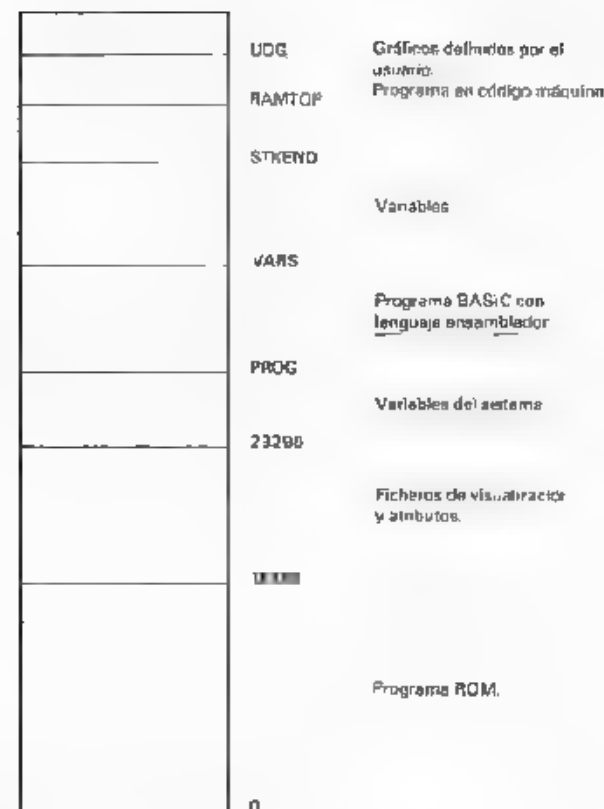 UDG
Gráficos definidos por el
usuario.
Programa en código máquina
RAMTOP
STKEND
Variables
VARS
Programa BASIC con
lenguaje ensamblador
PROG
Variables del sistema
23296
Ficheros de visualización
y atributos.
Programa ROM.
0